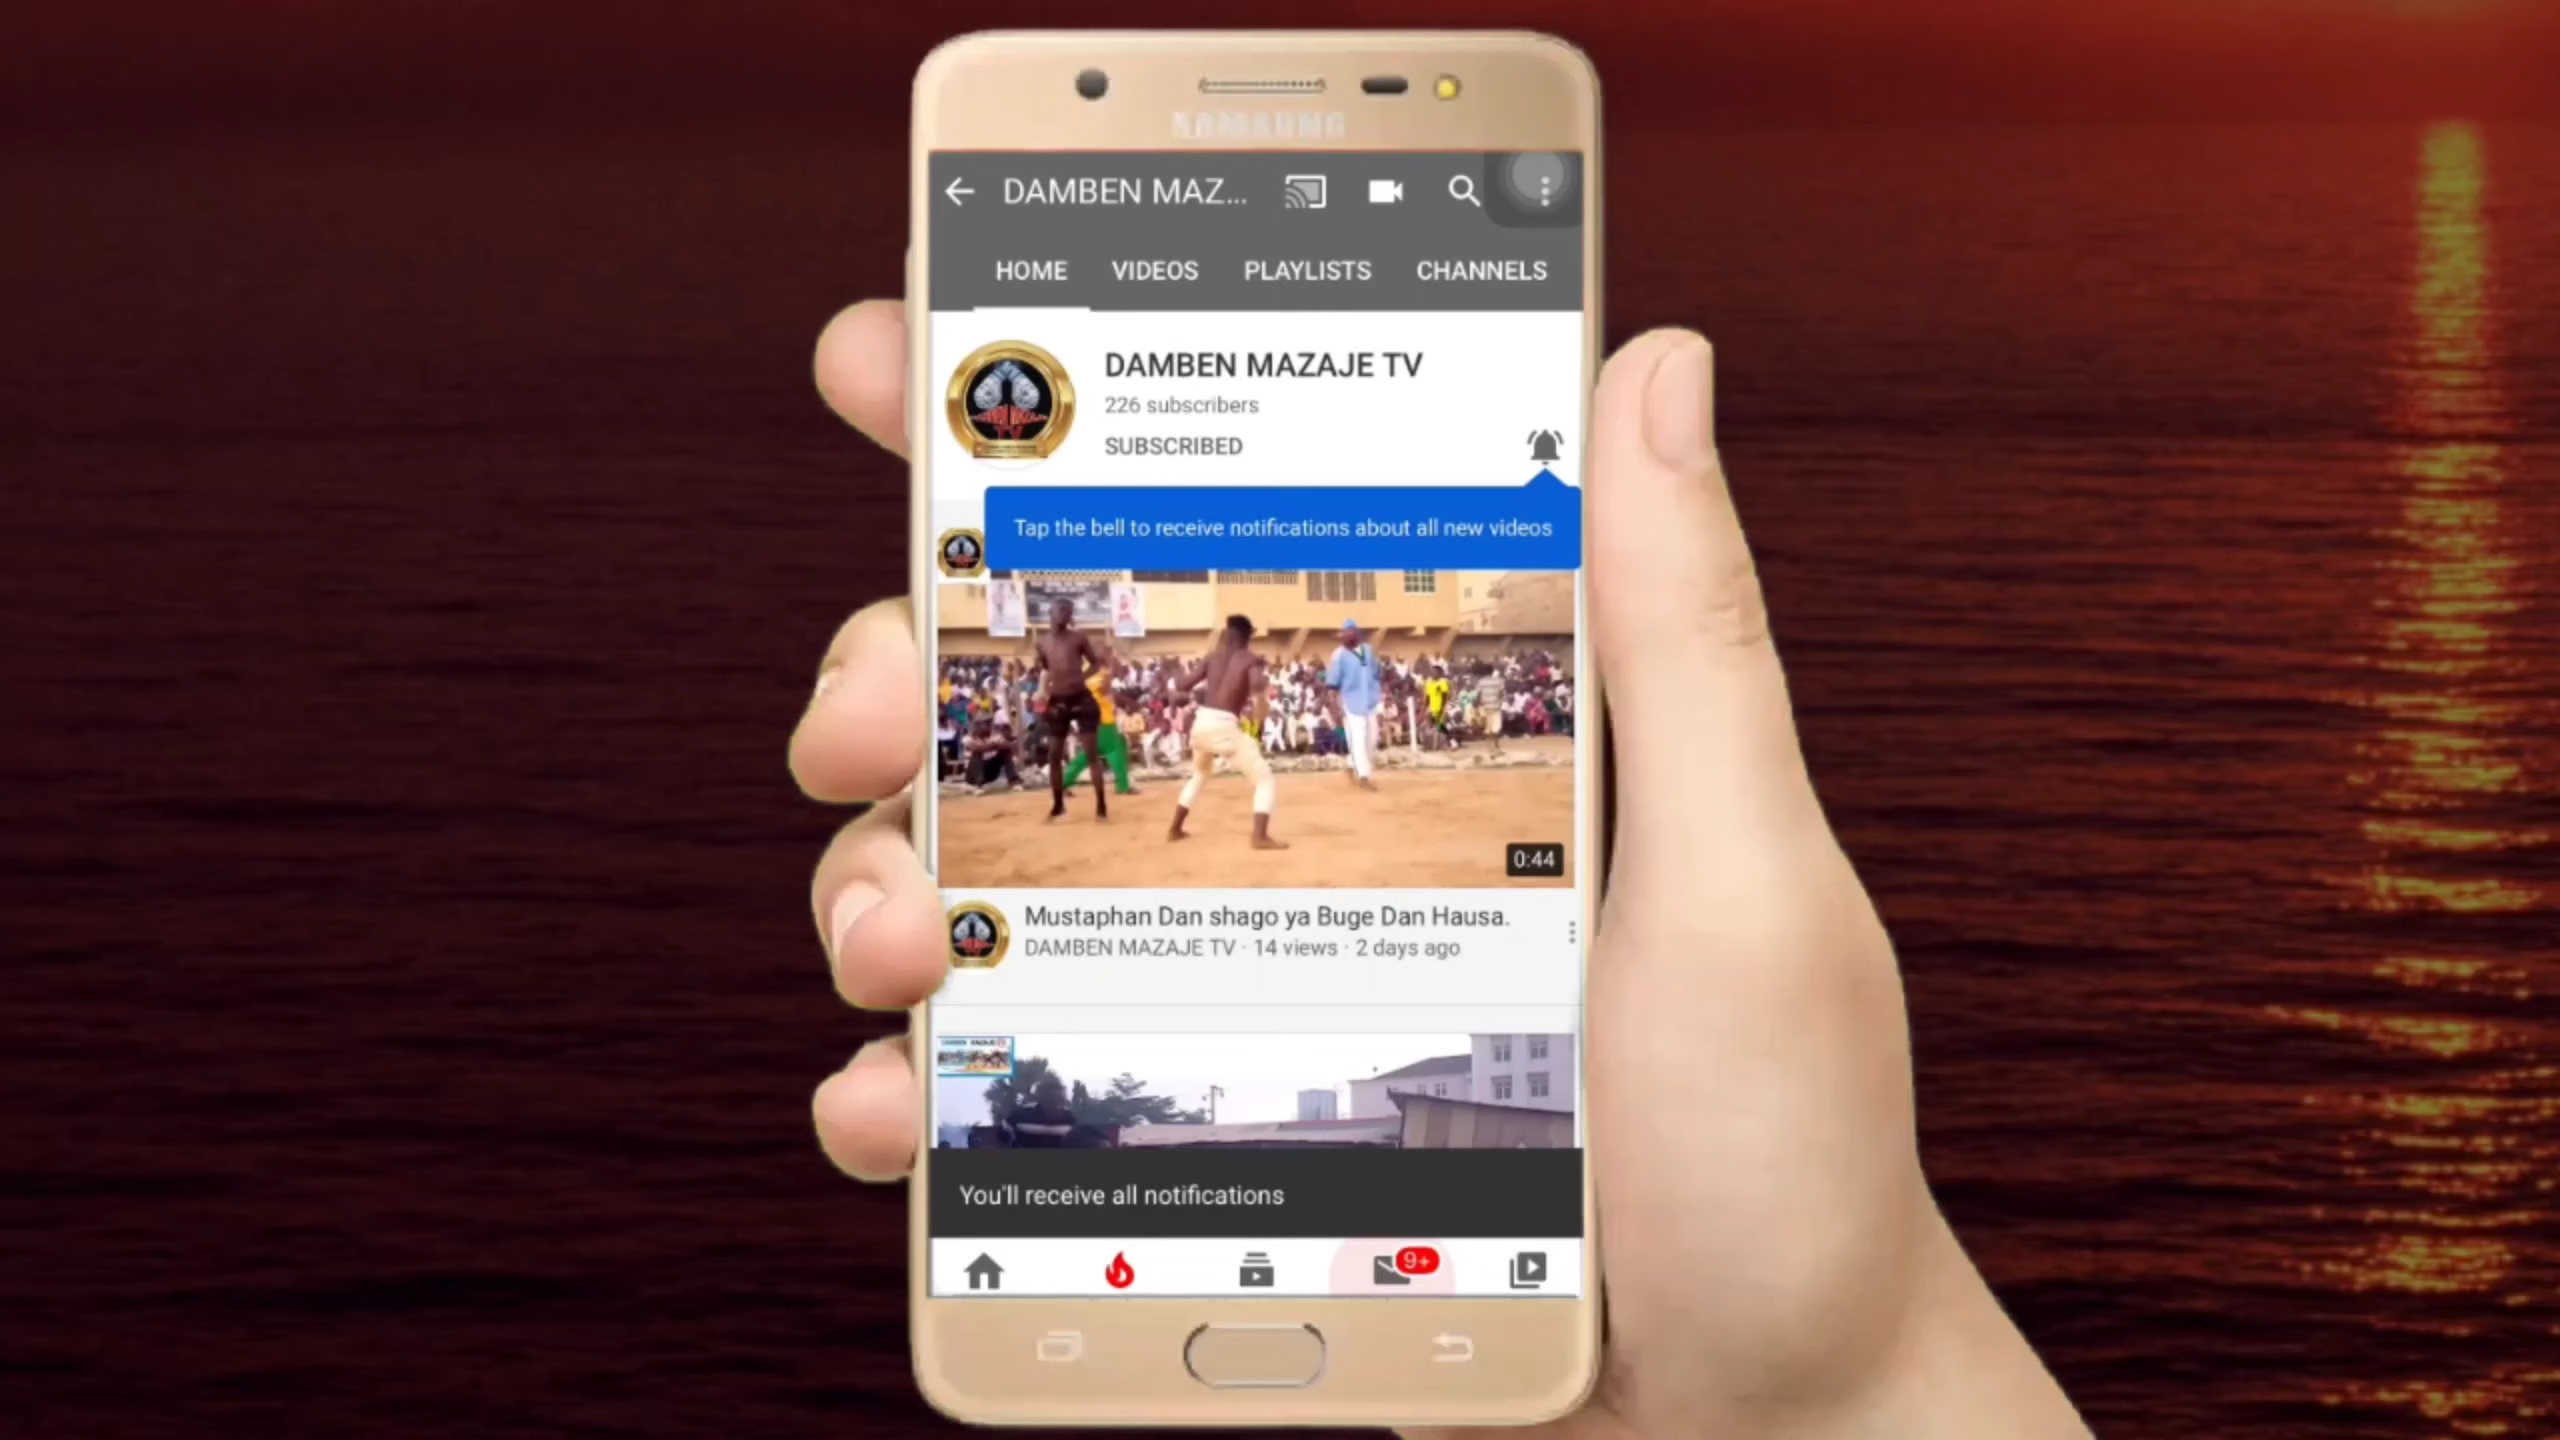 SAMSUNG
DAMBEN MAZ...
HOME VIDEOS PLAYLISTS CHANNELS
DAMBEN MAZAJE TV
226 subscribers
SUBSCRIBED
Tap the bell to receive notifications about all new videos
0:44
Mustaphan Dan shago ya Buge Dan Hausa.
DAMBEN MAZAJE TV · 14 views · 2 days ago
You'll receive all notifications
9+